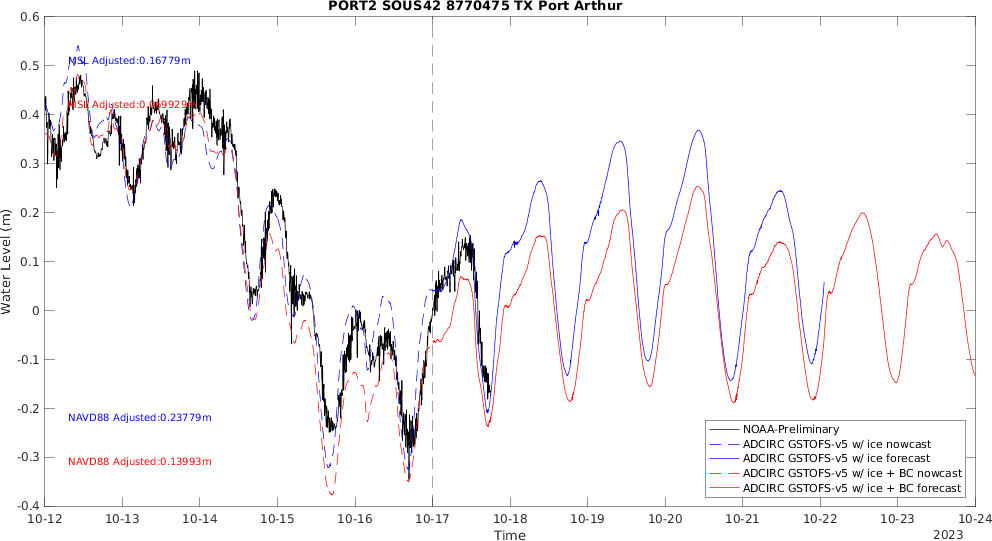 PORT2 SOUS42 8770475 TX Port Arthur
0.6
0.5
0.4
0.3
0.2
0.1
0
-0.1
-0.2
-0.3
-0.4
Water Level (m)
MSL Adjusted:0.16779m
MSL Adjusted:0.069929m
NAVD88 Adjusted:0.23779m
NAVD88 Adjusted:0.13993m
NOAA-Preliminary
ADCIRC GSTOFS-v5 w/ ice nowcast
ADCIRC GSTOFS-v5 w/ ice forecast
ADCIRC GSTOFS-v5 w/ ice + BC nowcast
ADCIRC GSTOFS-v5 w/ ice + BC forecast
10-12 10-13 10-14 10-15 10-16 10-17 10-18 10-19 10-20 10-21 10-22 10-23 10-24
Time
2023